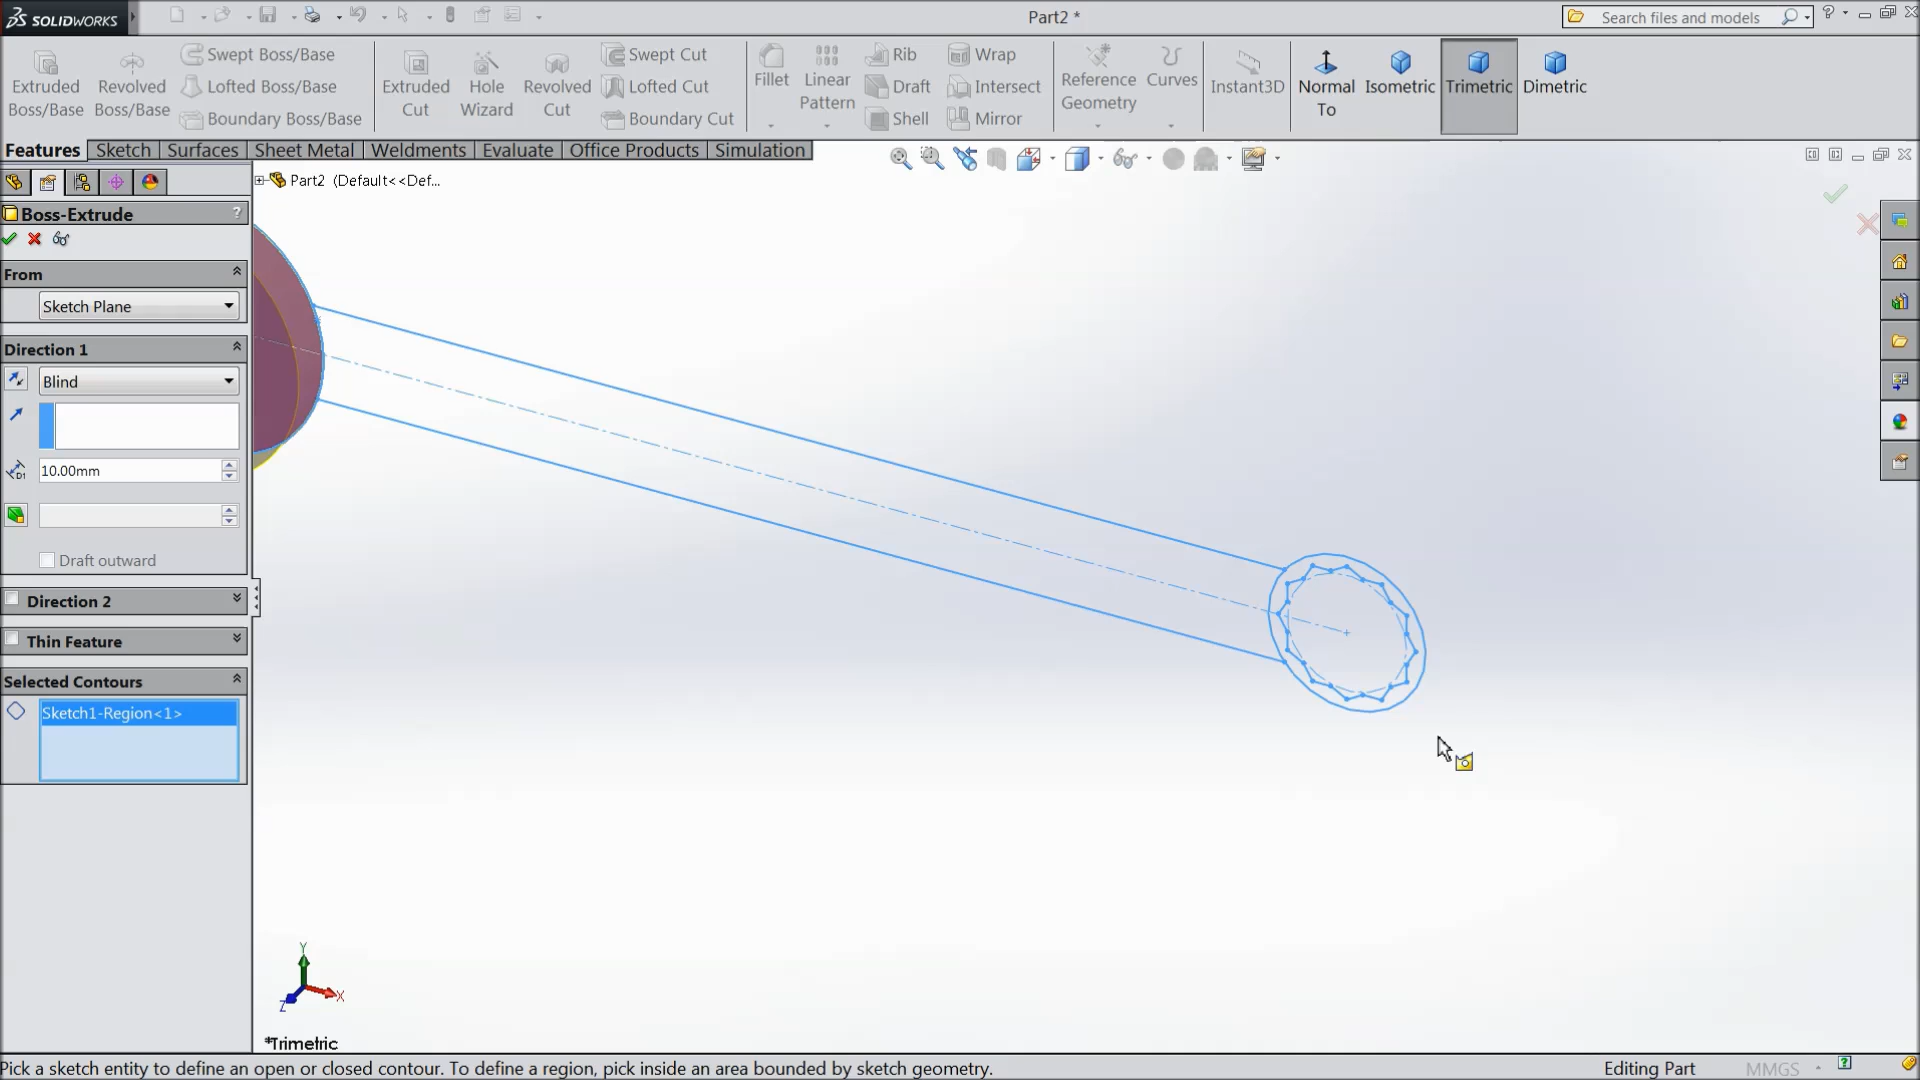 SOLIDWORKS
Part2 *
Search files and models
Extruded Boss/Base
Revolved Boss/Base
Swept Boss/Base
Lofted Boss/Base
Boundary Boss/Base
Extruded Cut
Hole Wizard
Revolved Cut
Swept Cut
Lofted Cut
Boundary Cut
Fillet
Linear Pattern
Rib
Draft
Shell
Wrap
Intersect
Mirror
Reference Geometry
Curves
Instant3D
Normal To
Isometric
Trimetric
Dimetric
Features
Sketch
Surfaces
Sheet Metal
Weldments
Evaluate
Office Products
Simulation
Part2 (Default<<Def...
Boss-Extrude
?
From
Sketch Plane
Direction 1
Blind
D1
10.00mm
Draft outward
Direction 2
Thin Feature
Selected Contours
Sketch1-Region<1>
Y
X
Z
*Trimetric
Pick a sketch entity to define an open or closed contour. To define a region, pick inside an area bounded by sketch geometry.
Editing Part
MMGS